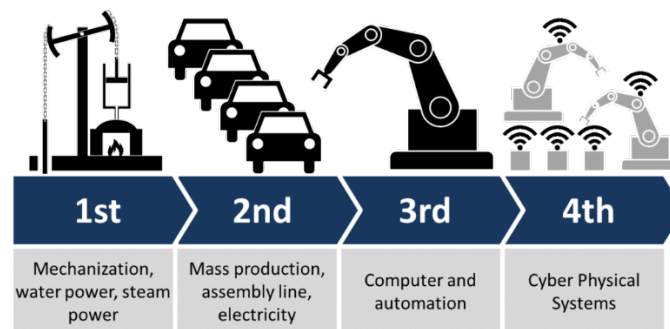 1st
2nd
3rd
4th
Mechanization,
water power, steam
power
Mass production,
assembly line,
electricity
Computer and
automation
Cyber Physical
Systems